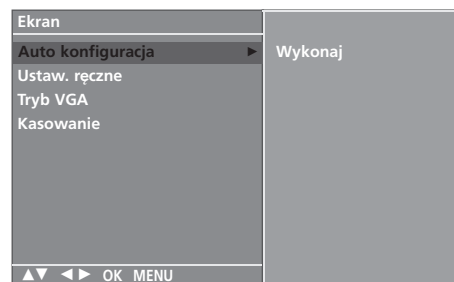 Ekran
Auto konfiguracja ► Wykonaj
Ustaw. ręczne
Tryb VGA
Kasowanie
▲▼ ◄► OK MENU